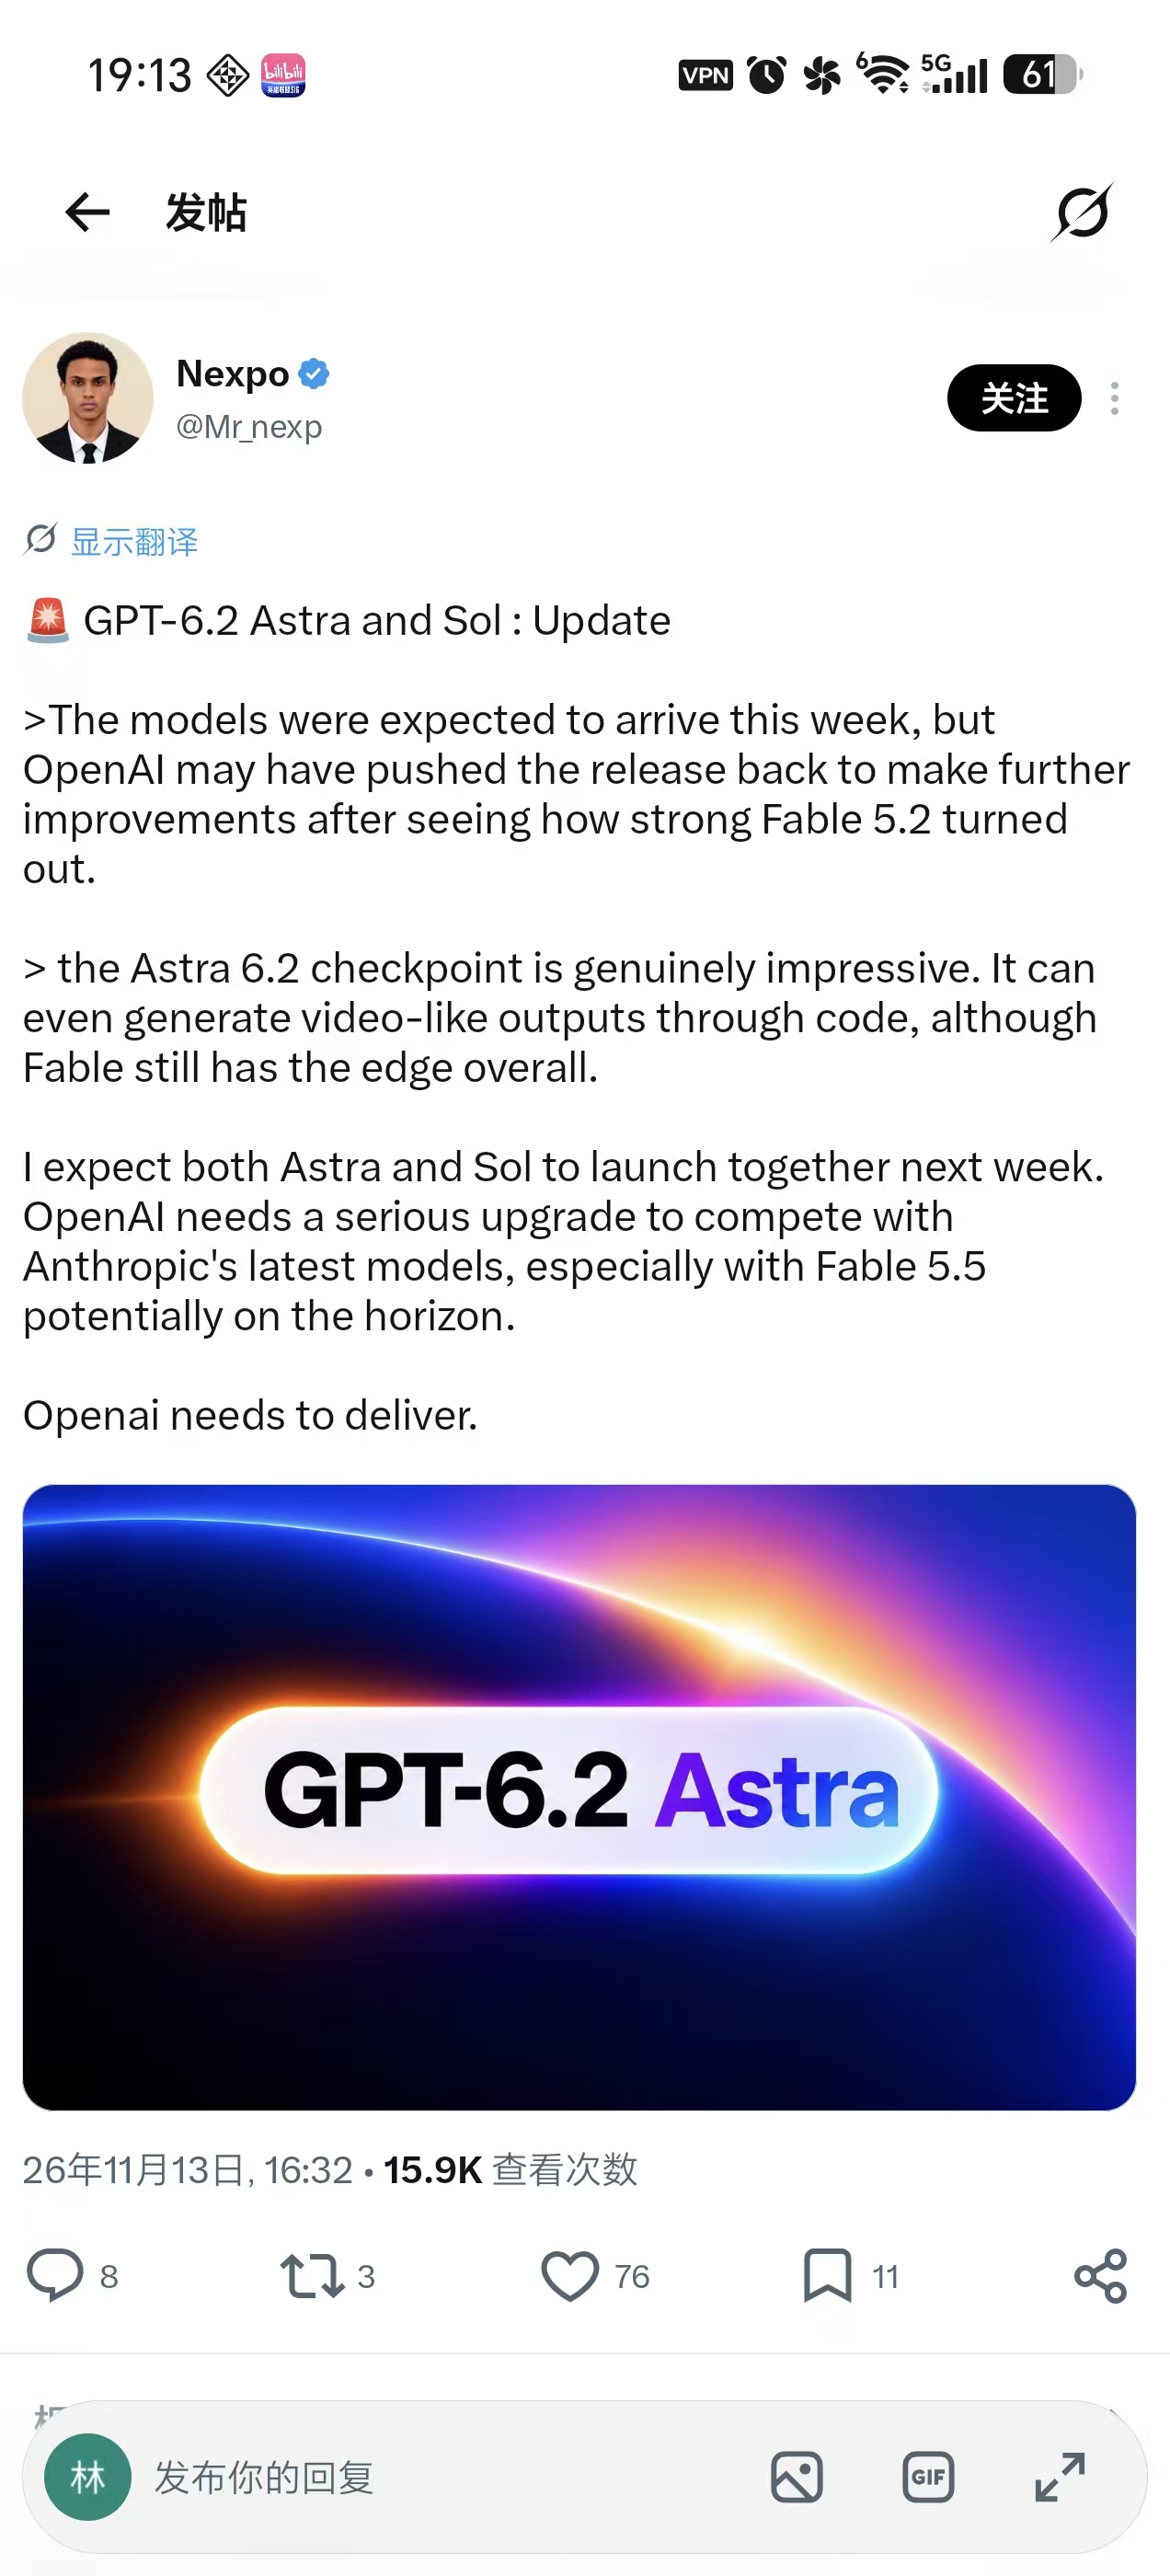 19:13
bilibili
VPN
6
5G
61
发帖
Nexpo
@Mr_nexp
关注
显示翻译
🚨 GPT-6.2 Astra and Sol : Update
>The models were expected to arrive this week, but
OpenAI may have pushed the release back to make further
improvements after seeing how strong Fable 5.2 turned
out.
> the Astra 6.2 checkpoint is genuinely impressive. It can
even generate video-like outputs through code, although
Fable still has the edge overall.
I expect both Astra and Sol to launch together next week.
OpenAI needs a serious upgrade to compete with
Anthropic's latest models, especially with Fable 5.5
potentially on the horizon.
Openai needs to deliver.
GPT-6.2 Astra
26年11月13日, 16:32 • 15.9K 查看次数
8
3
76
11
林
发布你的回复
GIF